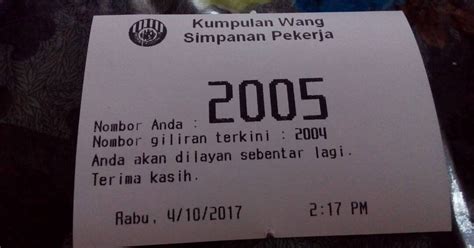 Kumpulan Wang
Simpanan Pekerja
Nombor Anda : 2005
Nombor giliran terkini : 2004
Anda akan dilayan sebentar lagi.
Terima kasih.
Rabu, 4/10/2017 2:17 PM